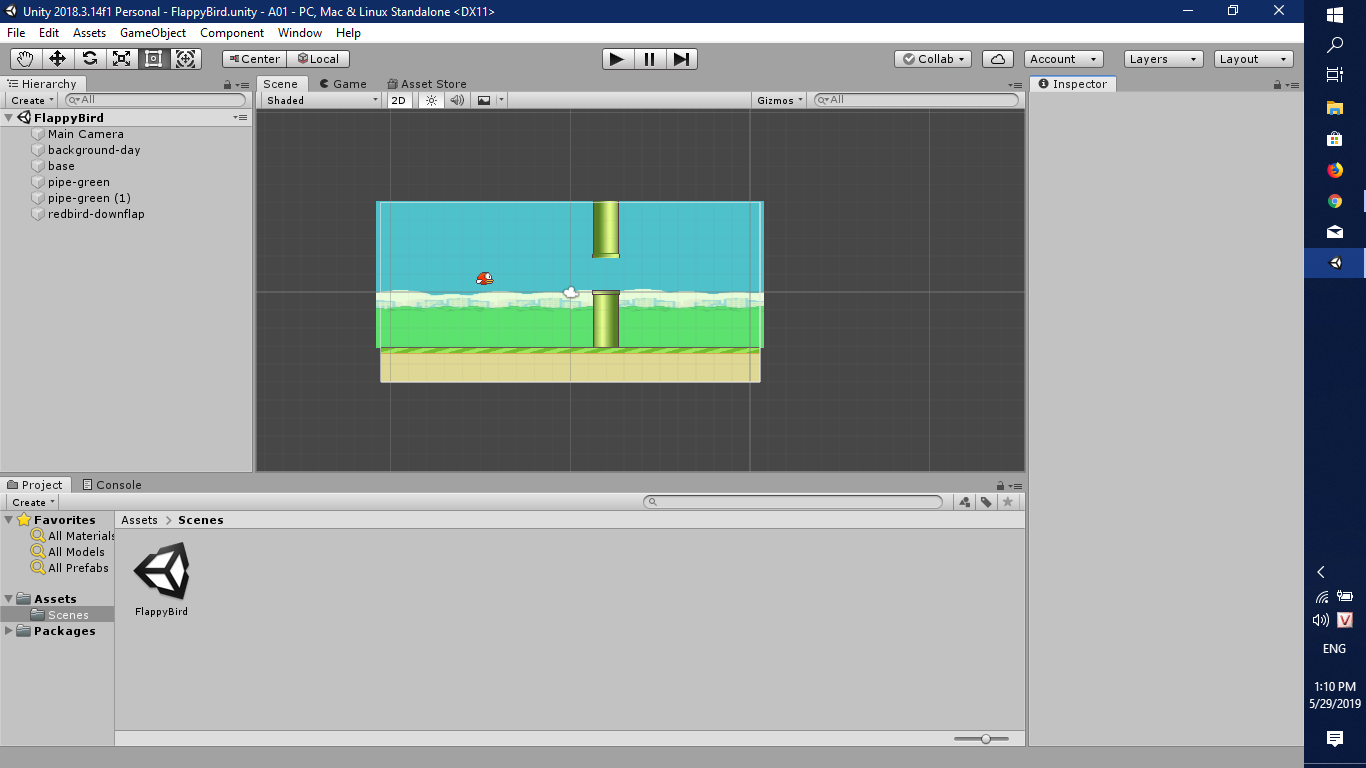 Unity 2018.3.14f1 Personal - FlappyBird.unity - A01 - PC, Mac & Linux Standalone <DX11>
File Edit Assets GameObject Component Window Help
Center Local Collab Account Layers Layout
Hierarchy Scene Game Asset Store Inspector
Create All Shaded 2D Gizmos All
FlappyBird
Main Camera
background-day
base
pipe-green
pipe-green (1)
redbird-downflap
Project Console
Create
Favorites
All Materials
All Models
All Prefabs
Assets
Scenes
Packages
Assets > Scenes
FlappyBird
V
ENG
1:10 PM
5/29/2019